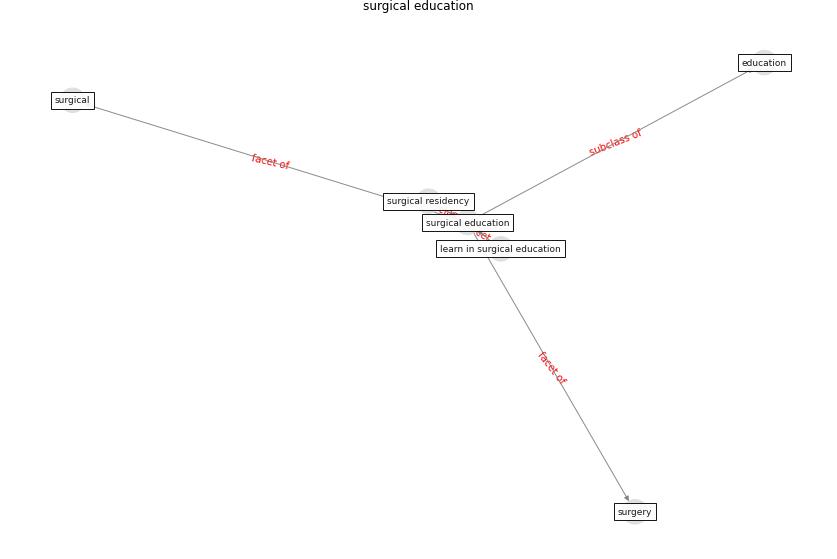 surgical education
education
surgical
subclass of
facet of
surgical residency
surgical education
learn in surgical education
facet of
surgery